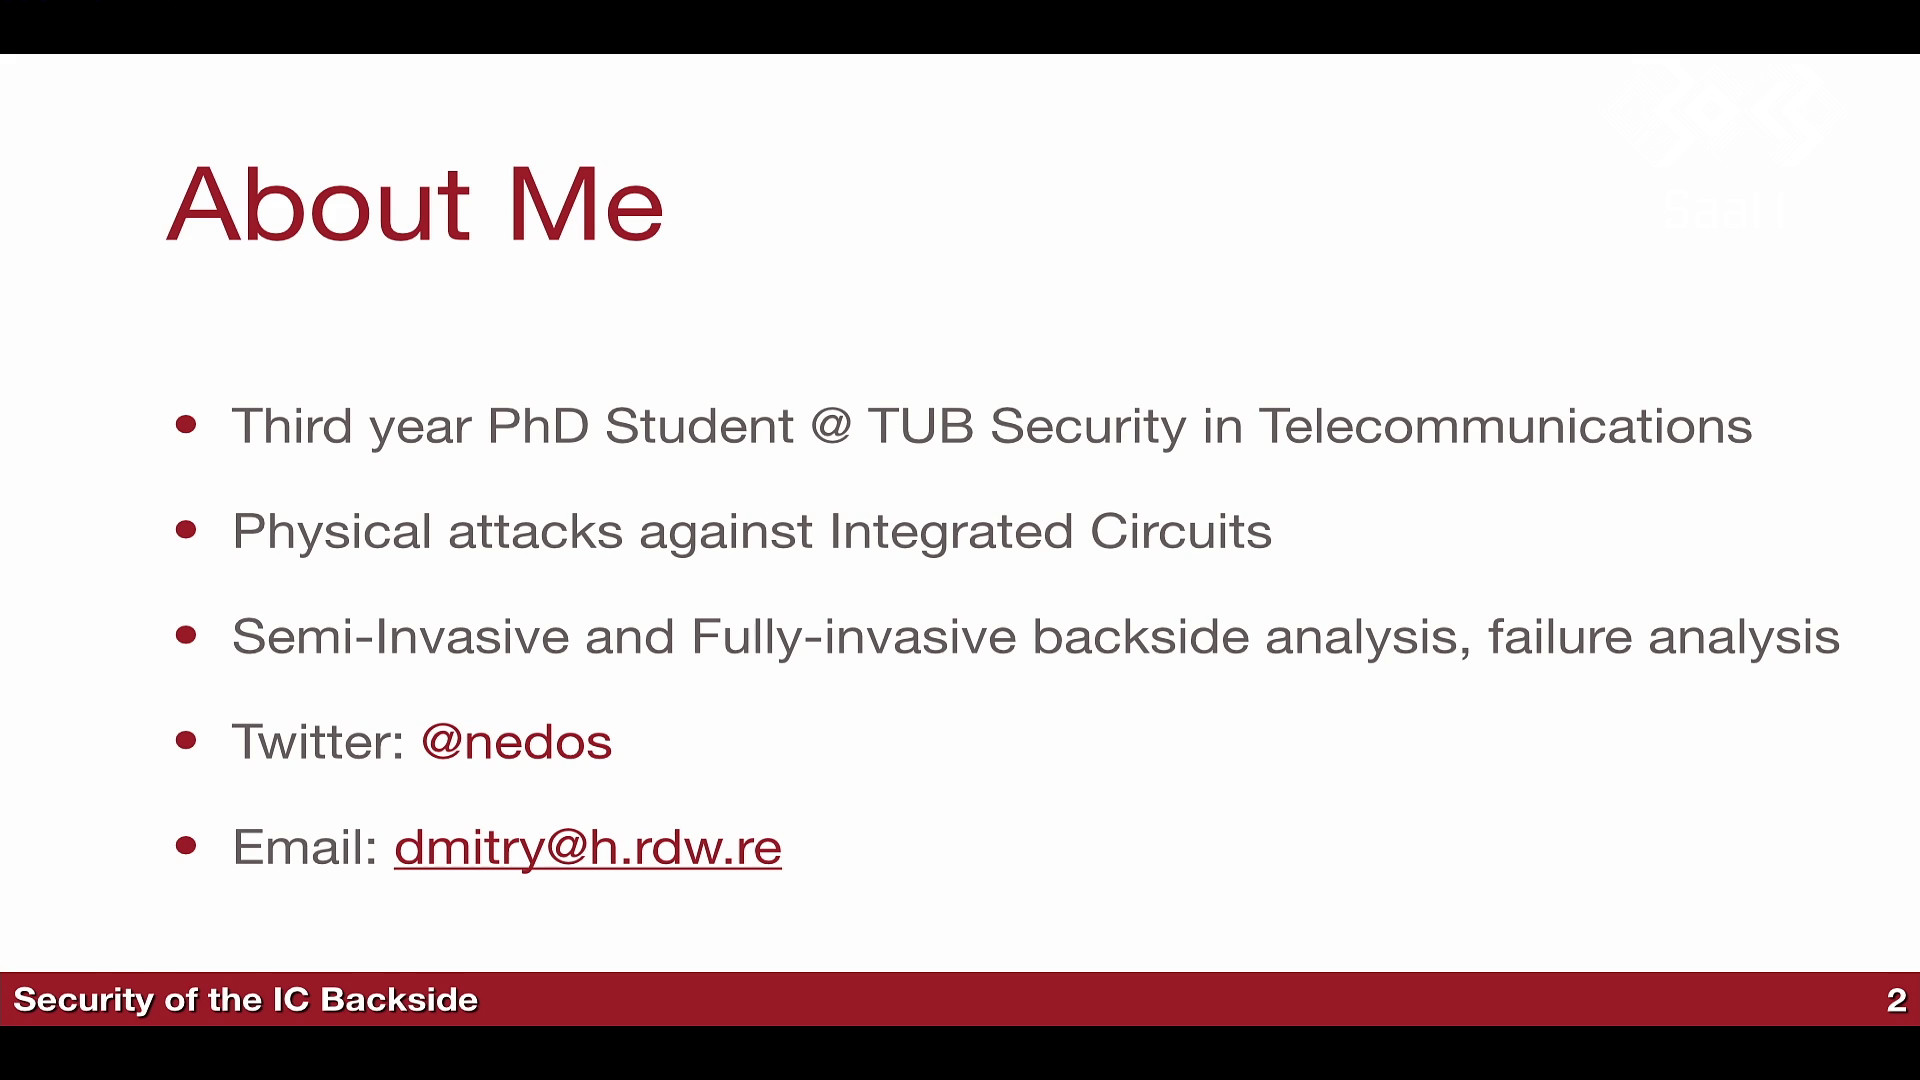 About Me
Third year PhD Student @ TUB Security in Telecommunications
Physical attacks against Integrated Circuits
Semi-Invasive and Fully-invasive backside analysis, failure analysis
Twitter: @nedos
Email: dmitry@h.rdw.re
Security of the IC Backside
2